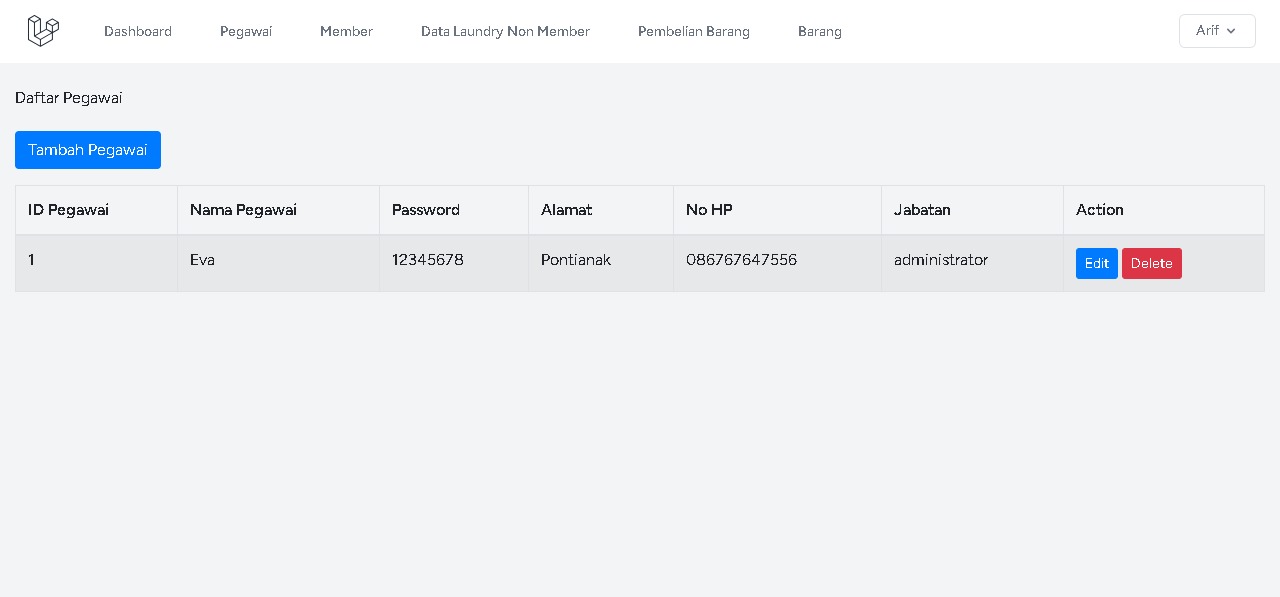 Dashboard Pegawai Member Data Laundry Non Member Pembelian Barang Barang Arif
Daftar Pegawai
Tambah Pegawai
ID Pegawai Nama Pegawai Password Alamat No HP Jabatan Action
1 Eva 12345678 Pontianak 086767647556 administrator Edit Delete